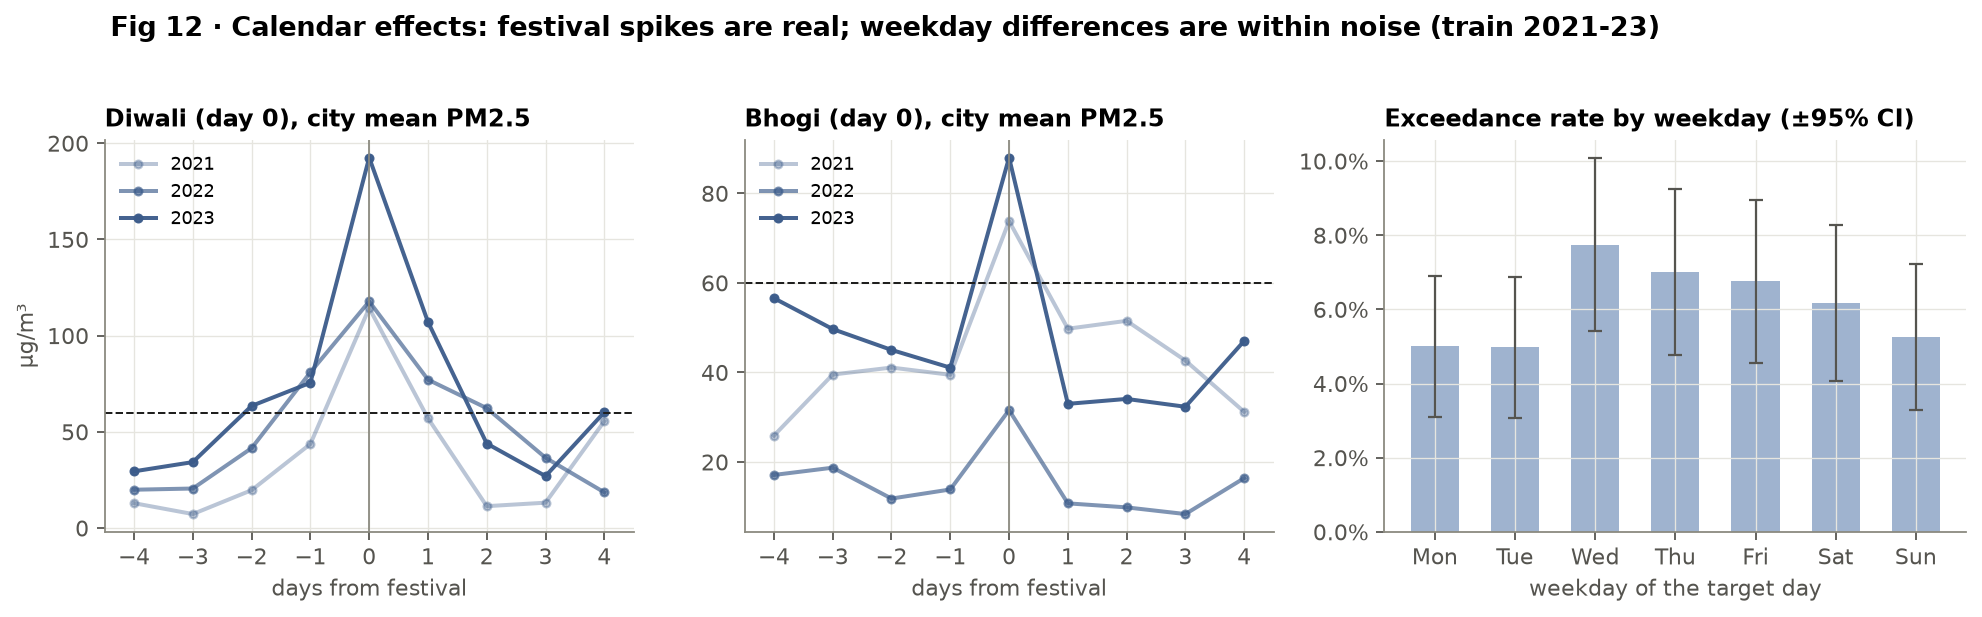 Fig 12 · Calendar effects: festival spikes are real; weekday differences are within noise (train 2021-23)
Diwali (day 0), city mean PM2.5
200
150
100
50
0
µg/m³
2021
2022
2023
−4 −3 −2 −1 0 1 2 3 4
days from festival
Bhogi (day 0), city mean PM2.5
80
60
40
20
2021
2022
2023
−4 −3 −2 −1 0 1 2 3 4
days from festival
Exceedance rate by weekday (±95% CI)
10.0%
8.0%
6.0%
4.0%
2.0%
0.0%
Mon Tue Wed Thu Fri Sat Sun
weekday of the target day